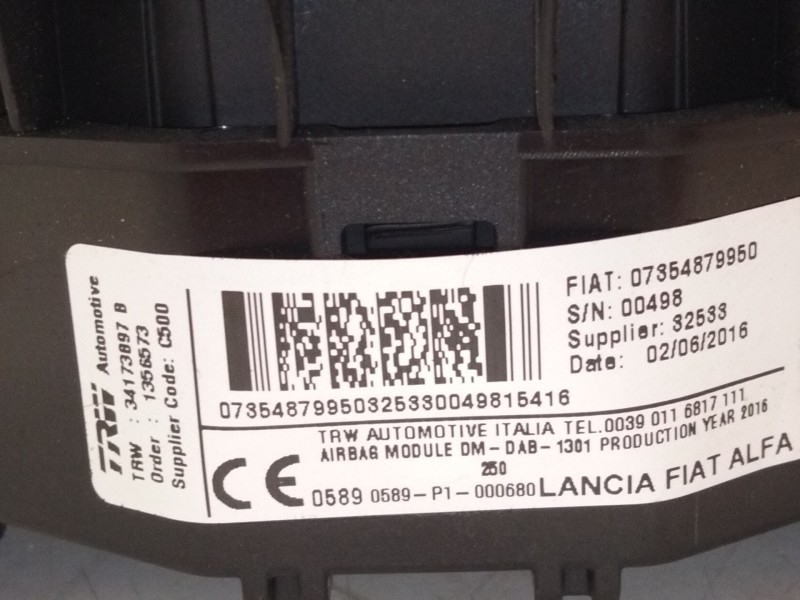 TRW Automotive
TRW : 34173897 B
Order : 1356573
Supplier Code: C500
FIAT: 07354879950
S/N: 00498
Supplier: 32533
Date: 02/06/2016
07354879950325330049815416
TRW AUTOMOTIVE ITALIA TEL.0039 011 6817 111
AIRBAG MODULE DM-DAB-1301 PRODUCTION YEAR 2016
250
CE 0589 0589-P1-000680 LANCIA FIAT ALFA